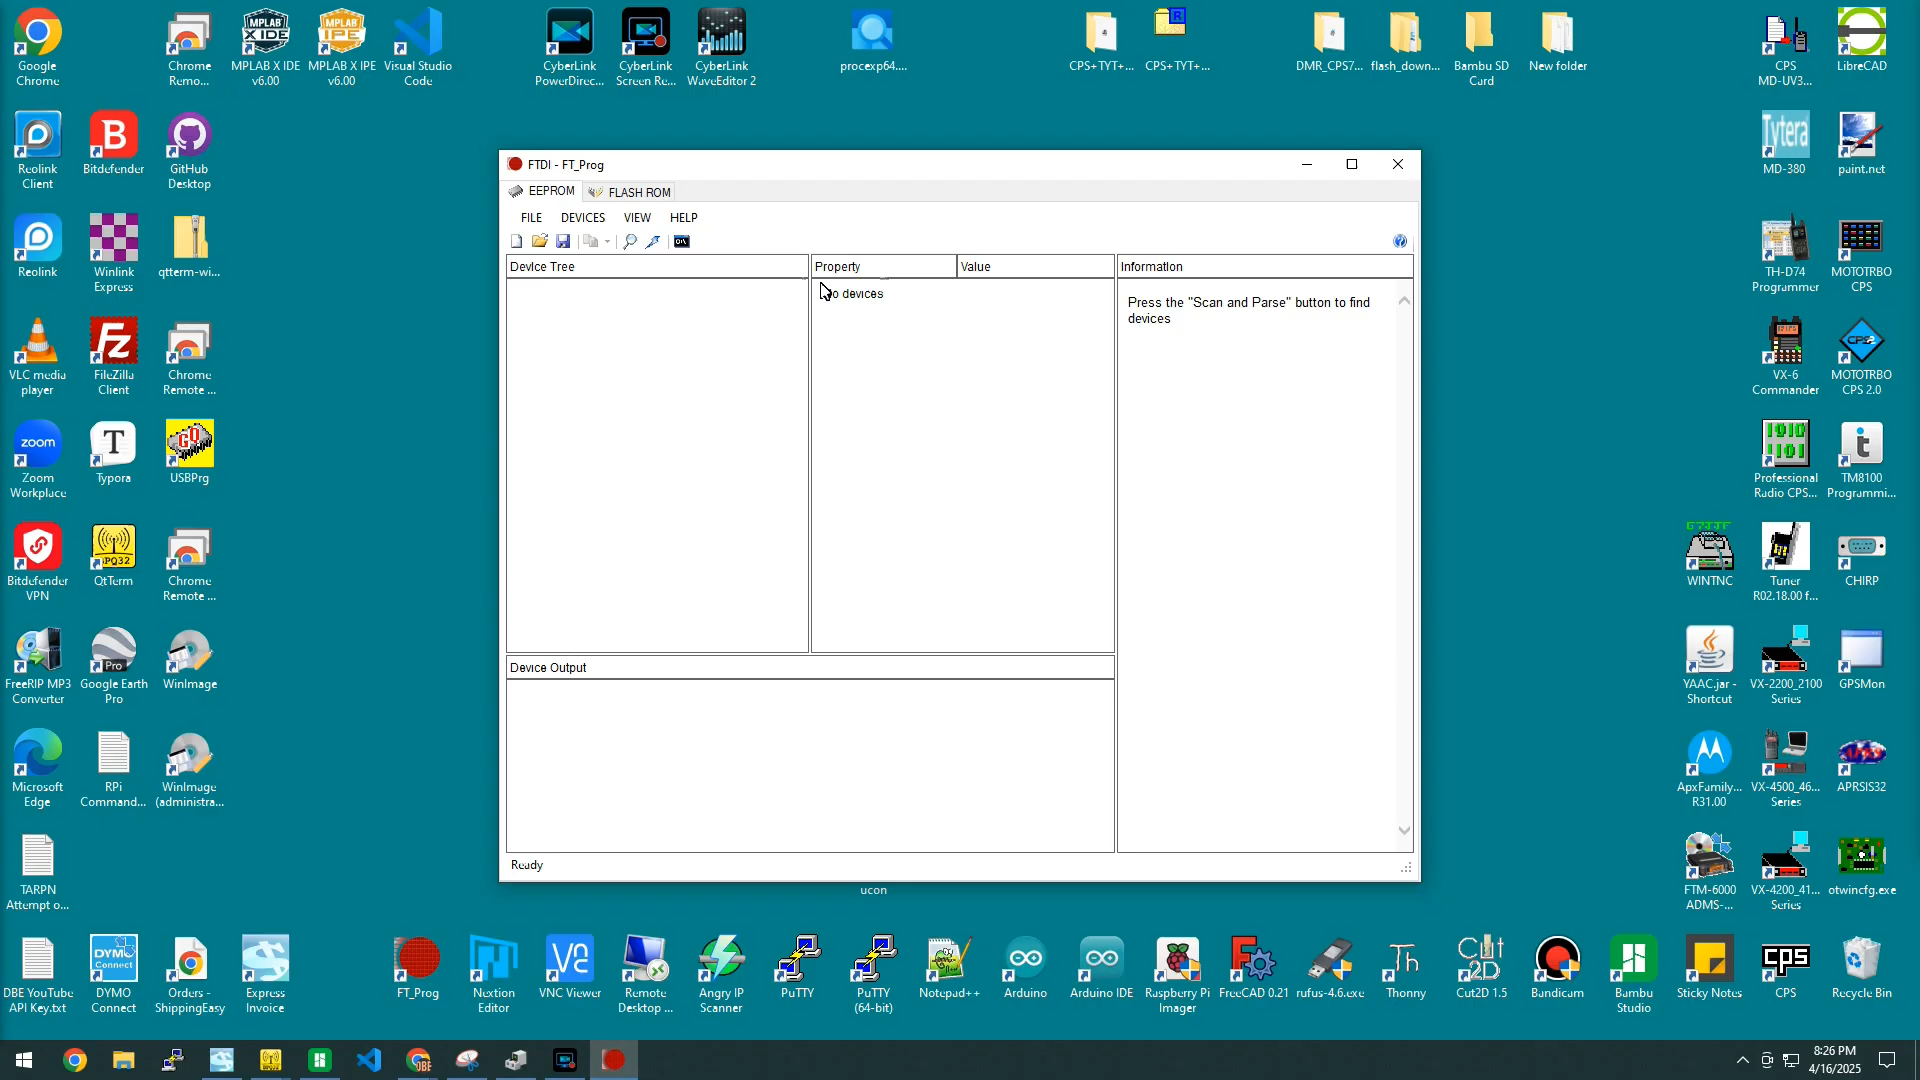 Google
Chrome
Chrome
Remo...
MPLAB X IDE
v6.00
MPLAB X IPE
v6.00
Visual Studio
Code
CyberLink
PowerDirec...
CyberLink
Screen Re...
CyberLink
WaveEditor 2
procexp64....
CPS+TYT+...
CPS+TYT+...
DMR_CPS7...
flash_down...
Bambu SD
Card
New folder
CPS
MD-UV3...
LibreCAD
Reolink
Client
Bitdefender
GitHub
Desktop
Tytera
MD-380
paint.net
Reolink
Winlink
Express
qtterm-wi...
TH-D74
Programmer
MOTOTRBO
CPS
VLC media
player
FileZilla
Client
Chrome
Remote ...
VX-6
Commander
MOTOTRBO
CPS 2.0
zoom
Zoom
Workplace
Typora
USBPrg
Professional
Radio CPS...
TM8100
Programmi...
Bitdefender
VPN
QtTerm
Chrome
Remote ...
WINTNC
Tuner
R02.18.00 f...
CHIRP
FreeRIP MP3
Converter
Pro
Google Earth
Pro
WinImage
YAAC.jar -
Shortcut
VX-2200_2100
Series
GPSMon
Microsoft
Edge
RPi
Command...
WinImage
(administra...
ApxFamily...
R31.00
VX-4500_46...
Series
APRSIS32
TARPN
Attempt o...
FTM-6000
ADMS-...
VX-4200_41...
Series
otwincfg.exe
FTDI - FT_Prog
EEPROM
FLASH ROM
FILE DEVICES VIEW HELP
Device Tree
Property
Value
Information
devices
Press the "Scan and Parse" button to find
devices
Device Output
Ready
ucon
DBE YouTube
API Key.txt
DYMO
Connect
DYMO
Connect
Orders -
ShippingEasy
Express
Invoice
FT_Prog
Nextion
Editor
VNC Viewer
Remote
Desktop ...
Angry IP
Scanner
PuTTY
PuTTY
(64-bit)
Notepad++
Arduino
Arduino IDE
Raspberry Pi
Imager
FreeCAD 0.21
rufus-4.6.exe
Thonny
Cut2D 1.5
Bandicam
Bambu
Studio
Sticky Notes
CPS
CPS
Recycle Bin
8:26 PM
4/16/2025